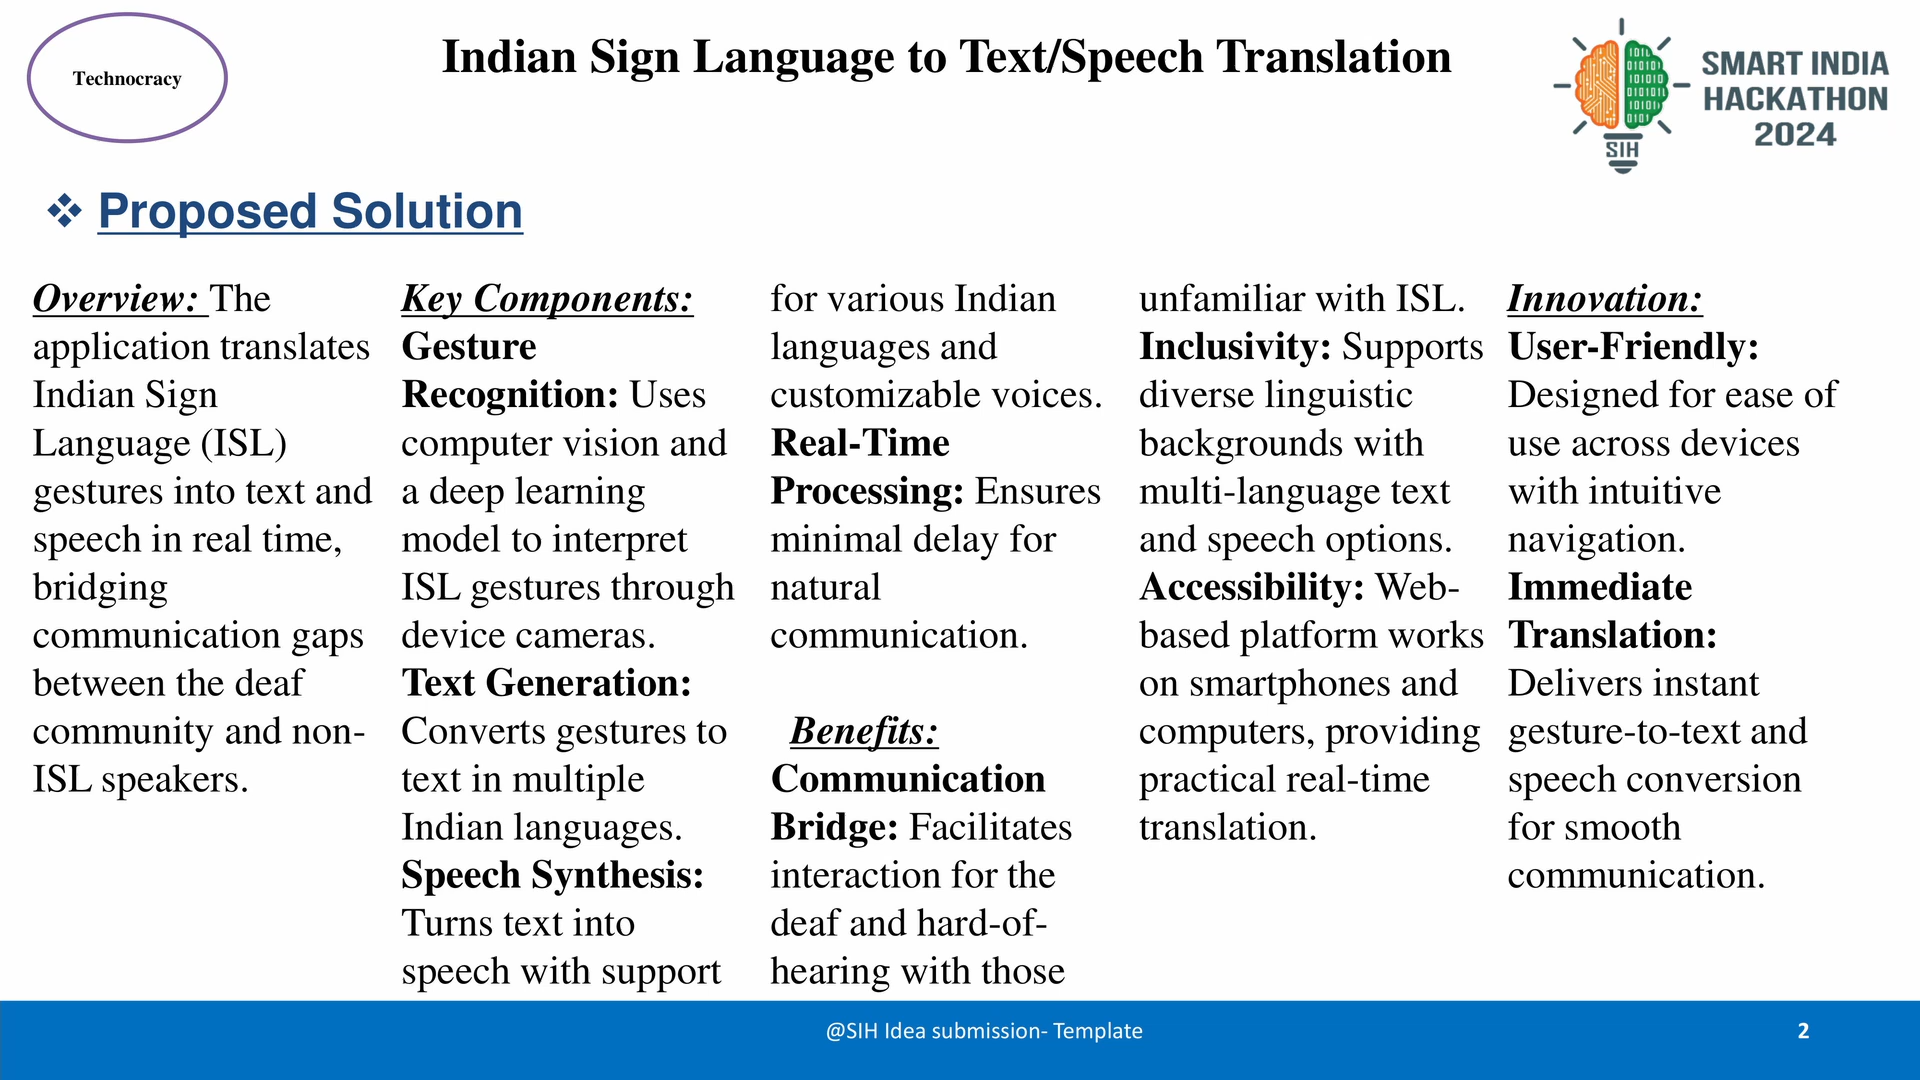 Technocracy
Indian Sign Language to Text/Speech Translation
SMART INDIA
HACKATHON
2024
SIH
❖ Proposed Solution
Overview: The
application translates
Indian Sign
Language (ISL)
gestures into text and
speech in real time,
bridging
communication gaps
between the deaf
community and non-
ISL speakers.
Key Components:
Gesture
Recognition: Uses
computer vision and
a deep learning
model to interpret
ISL gestures through
device cameras.
Text Generation:
Converts gestures to
text in multiple
Indian languages.
Speech Synthesis:
Turns text into
speech with support
for various Indian
languages and
customizable voices.
Real-Time
Processing: Ensures
minimal delay for
natural
communication.
Benefits:
Communication
Bridge: Facilitates
interaction for the
deaf and hard-of-
hearing with those
unfamiliar with ISL.
Inclusivity: Supports
diverse linguistic
backgrounds with
multi-language text
and speech options.
Accessibility: Web-
based platform works
on smartphones and
computers, providing
practical real-time
translation.
Innovation:
User-Friendly:
Designed for ease of
use across devices
with intuitive
navigation.
Immediate
Translation:
Delivers instant
gesture-to-text and
speech conversion
for smooth
communication.
@SIH Idea submission- Template
2